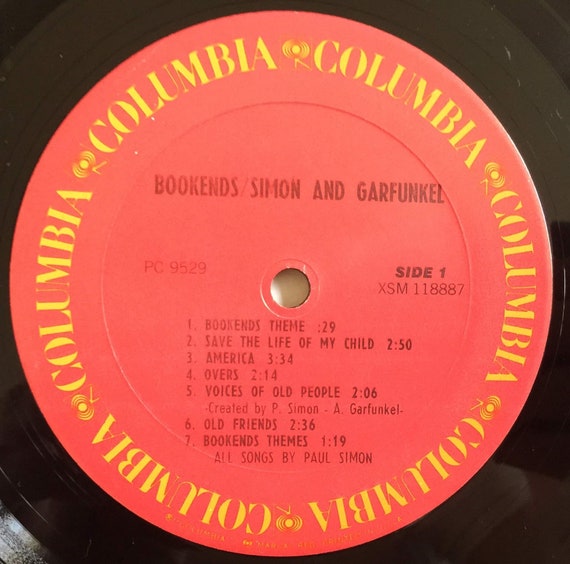 COLUMBIA COLUMBIA COLUMBIA COLUMBIA COLUMBIA COLUMBIA
BOOKENDS/SIMON AND GARFUNKEL
PC 9529
SIDE 1
XSM 118887
1. BOOKENDS THEME :29
2. SAVE THE LIFE OF MY CHILD 2:50
3. AMERICA 3:34
4. OVERS 2:14
5. VOICES OF OLD PEOPLE 2:06
-Created by P. Simon - A. Garfunkel-
6. OLD FRIENDS 2:36
7. BOOKENDS THEMES 1:19
ALL SONGS BY PAUL SIMON